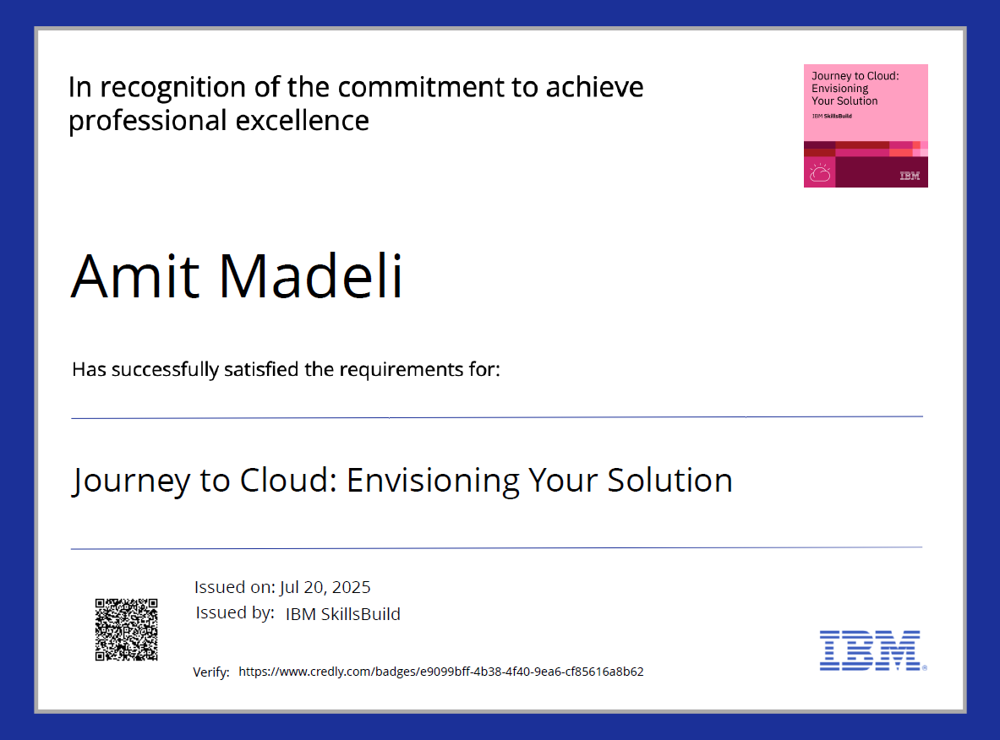 In recognition of the commitment to achieve
professional excellence
Journey to Cloud:
Envisioning
Your Solution
IBM SkillsBuild
IBM
Amit Madeli
Has successfully satisfied the requirements for:
Journey to Cloud: Envisioning Your Solution
Issued on: Jul 20, 2025
Issued by: IBM SkillsBuild
IBM®
Verify: https://www.credly.com/badges/e9099bff-4b38-4f40-9ea6-cf85616a8b62